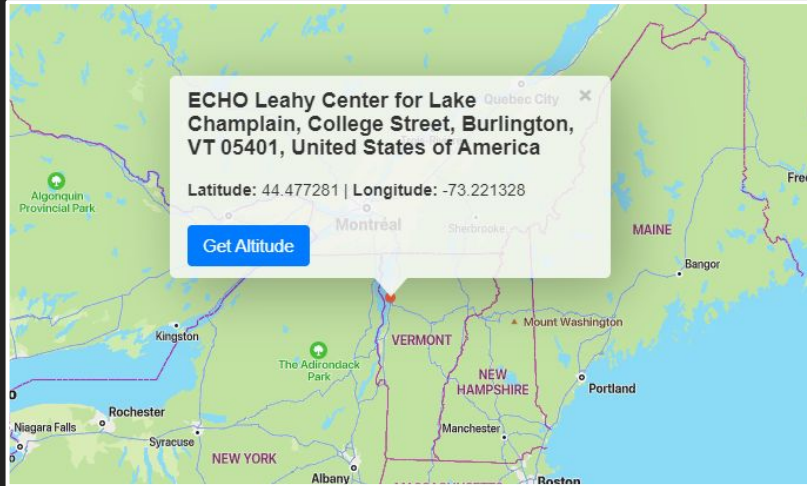 ECHO Leahy Center for Lake
Champlain, College Street, Burlington,
VT 05401, United States of America
×
Latitude: 44.477281 | Longitude: -73.221328
Get Altitude
Quebec City
Montréal
Sherbrooke
Algonquin
Provincial Park
Fre
MAINE
Bangor
Kingston
Mount Washington
VERMONT
The Adirondack
Park
NEW
HAMPSHIRE
Portland
Rochester
Niagara Falls
Syracuse
Manchester
NEW YORK
Albany
Boston